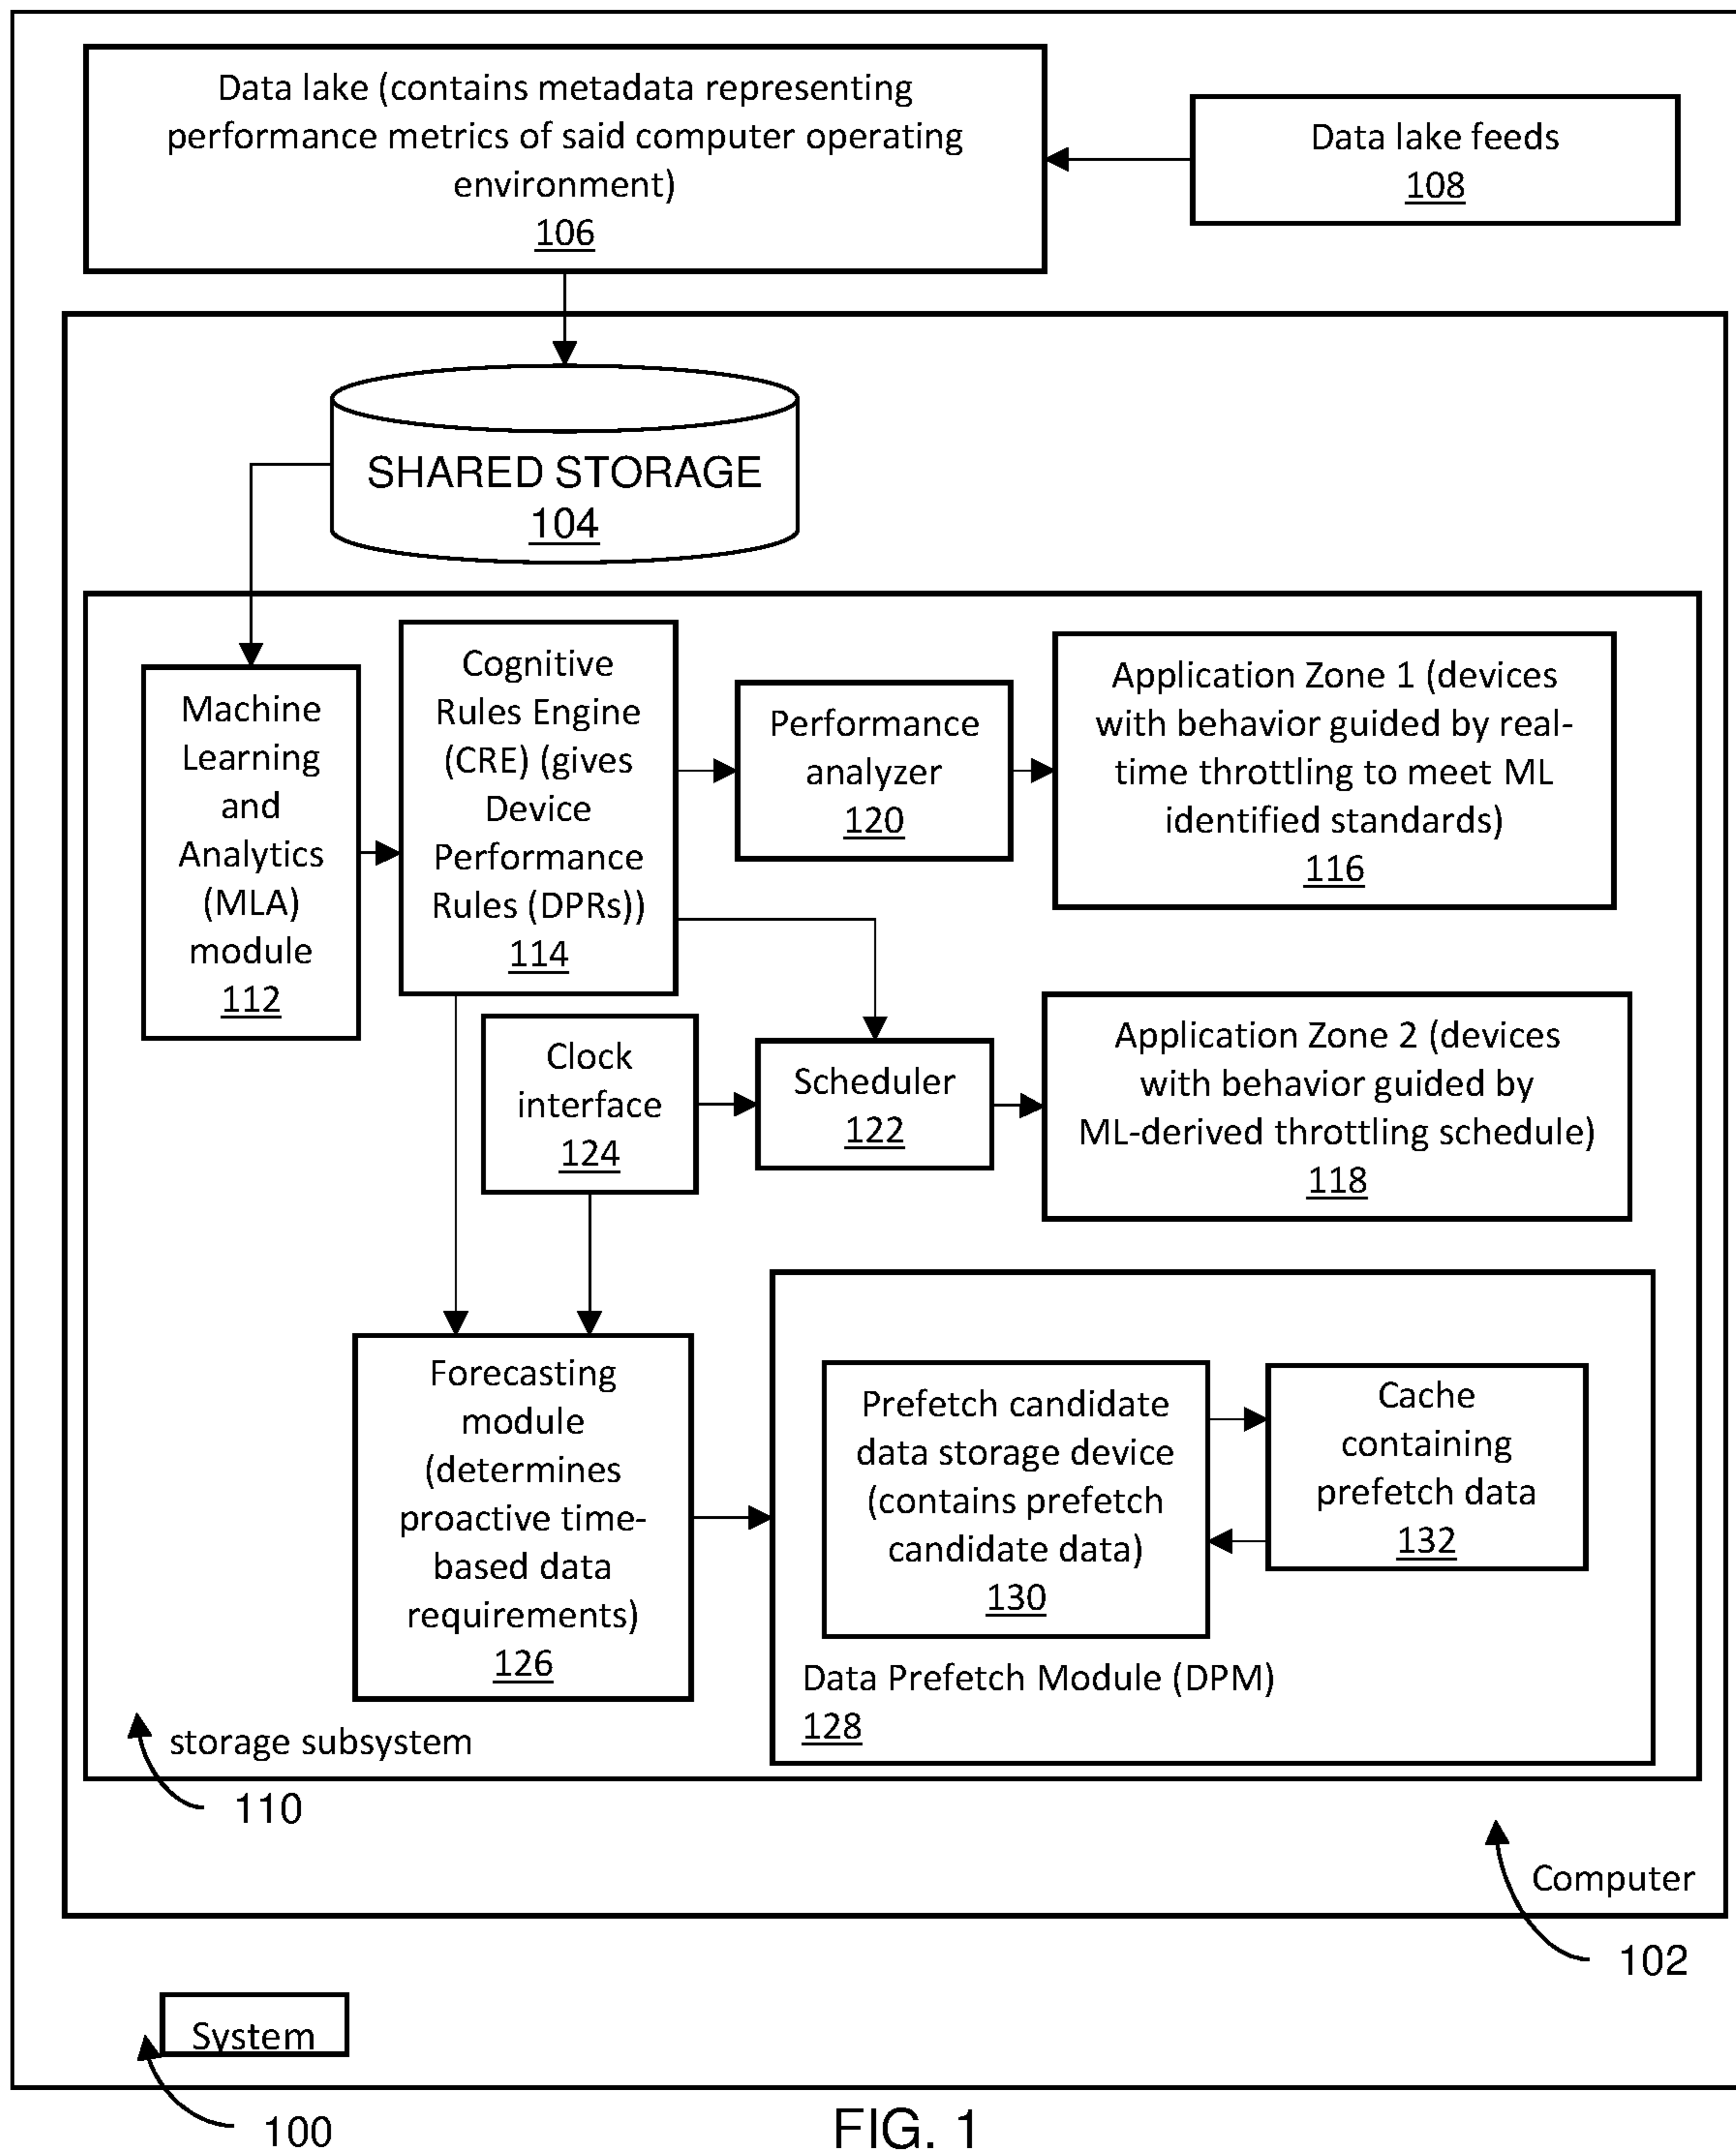 Data lake (contains metadata representing
performance metrics of said computer operating
environment)
106
Data lake feeds
108
SHARED STORAGE
104
Machine
Learning
and
Analytics
(MLA)
module
112
Cognitive
Rules Engine
(CRE) (gives
Device
Performance
Rules (DPRs))
114
Performance
analyzer
120
Application Zone 1 (devices
with behavior guided by real-
time throttling to meet ML
identified standards)
116
Clock
interface
124
Scheduler
122
Application Zone 2 (devices
with behavior guided by
ML-derived throttling schedule)
118
Forecasting
module
(determines
proactive time-
based data
requirements)
126
Prefetch candidate
data storage device
(contains prefetch
candidate data)
130
Cache
containing
prefetch data
132
Data Prefetch Module (DPM)
128
storage subsystem
110
Computer
102
System
100
FIG. 1